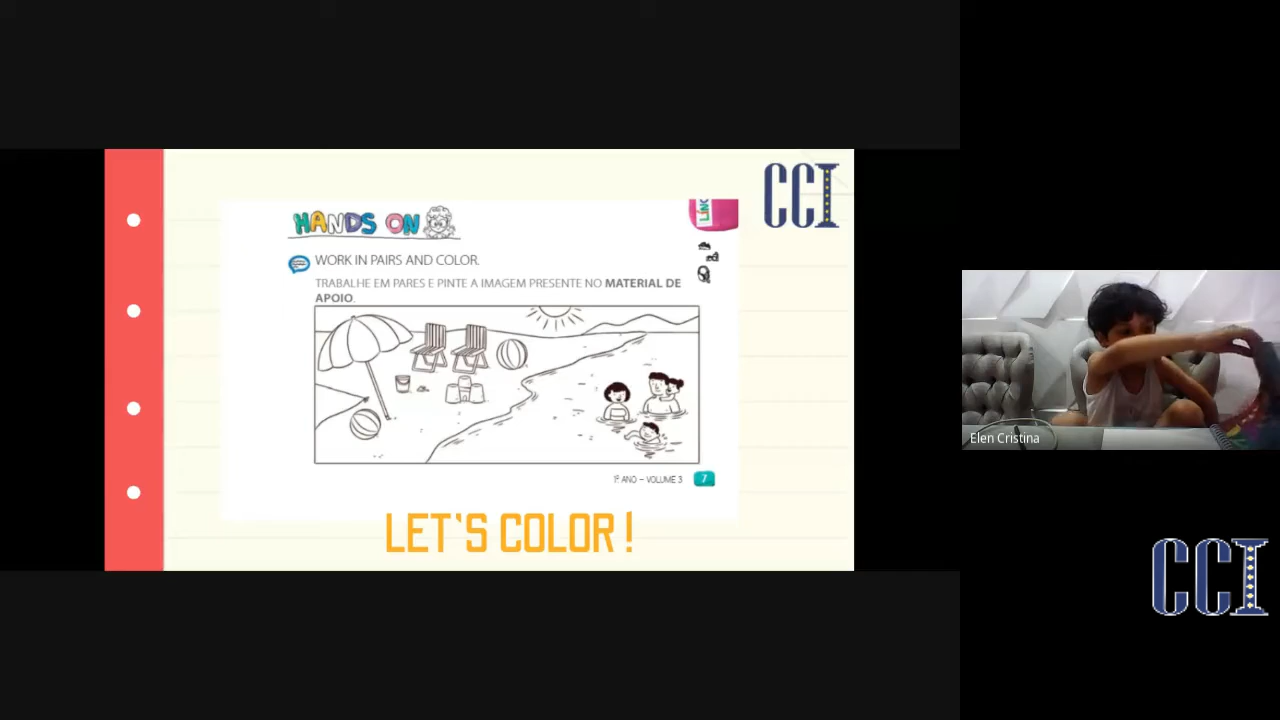 CCI
HANDS ON
LÍNG
WORK IN PAIRS AND COLOR.
TRABALHE EM PARES E PINTE A IMAGEM PRESENTE NO MATERIAL DE
APOIO.
1º ANO – VOLUME 3 7
LET'S COLOR!
Elen Cristina
CCI